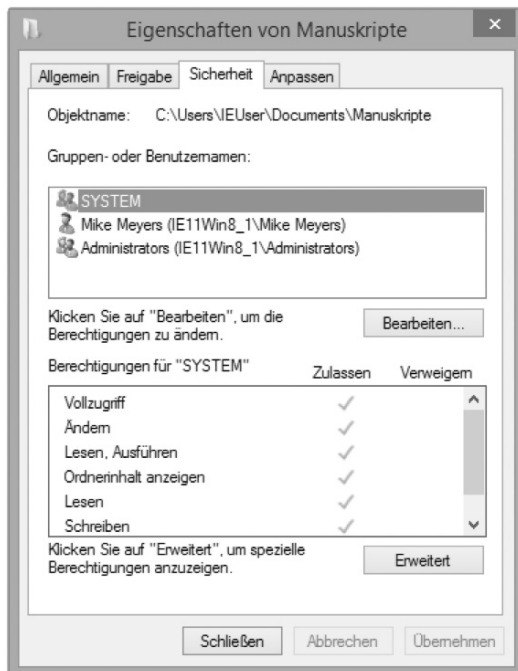 Eigenschaften von Manuskripte
Allgemein Freigabe Sicherheit Anpassen
Objektname: C:\Users\IEUser\Documents\Manuskripte
Gruppen- oder Benutzernamen:
SYSTEM
Mike Meyers (IE11Win8_1\Mike Meyers)
Administrators (IE11Win8_1\Administrators)
Klicken Sie auf "Bearbeiten", um die
Berechtigungen zu ändern.
Bearbeiten...
Berechtigungen für "SYSTEM" Zulassen Verweigern
Vollzugriff
Ändern
Lesen, Ausführen
Ordnerinhalt anzeigen
Lesen
Schreiben
Klicken Sie auf "Erweitert", um spezielle
Berechtigungen anzuzeigen.
Erweitert
Schließen Abbrechen Übernehmen